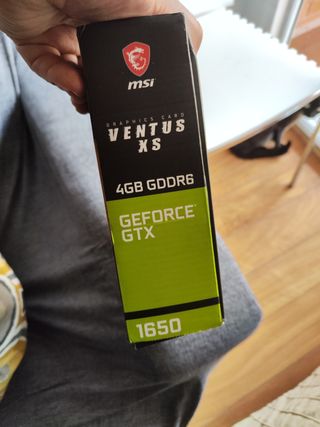 msi
GRAPHICS CARD
VENTUS
XS
4GB GDDR6
GEFORCE
GTX
1650